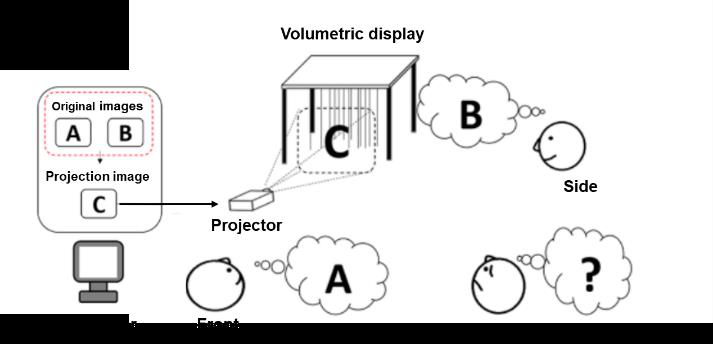 Volumetric display
Original images
A B
B
Projection image
C
C
Side
Projector
A
?